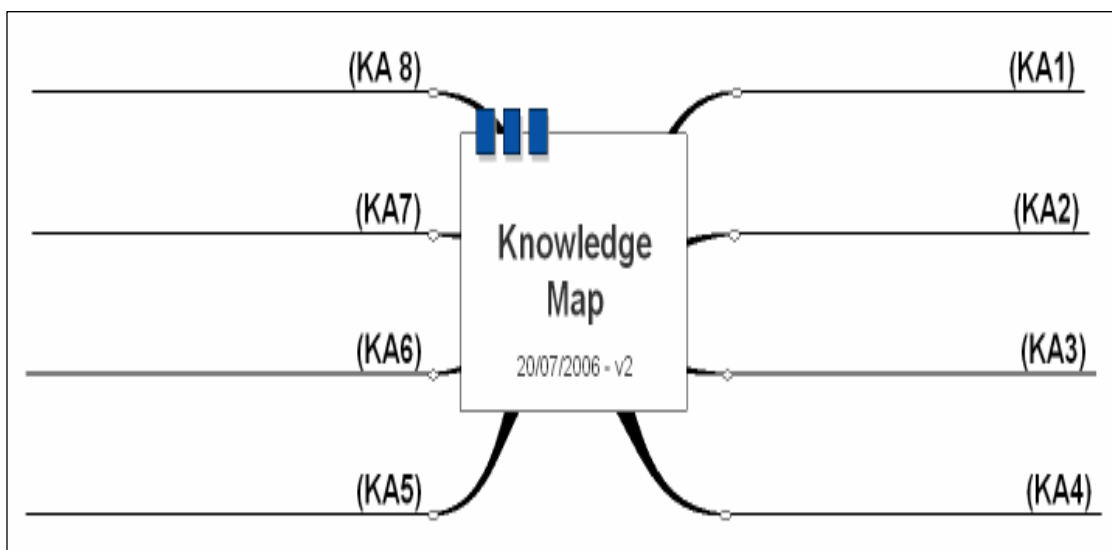 (KA 8)
(KA1)
(KA7)
(KA2)
Knowledge
Map
20/07/2006 - v2
(KA6)
(KA3)
(KA5)
(KA4)